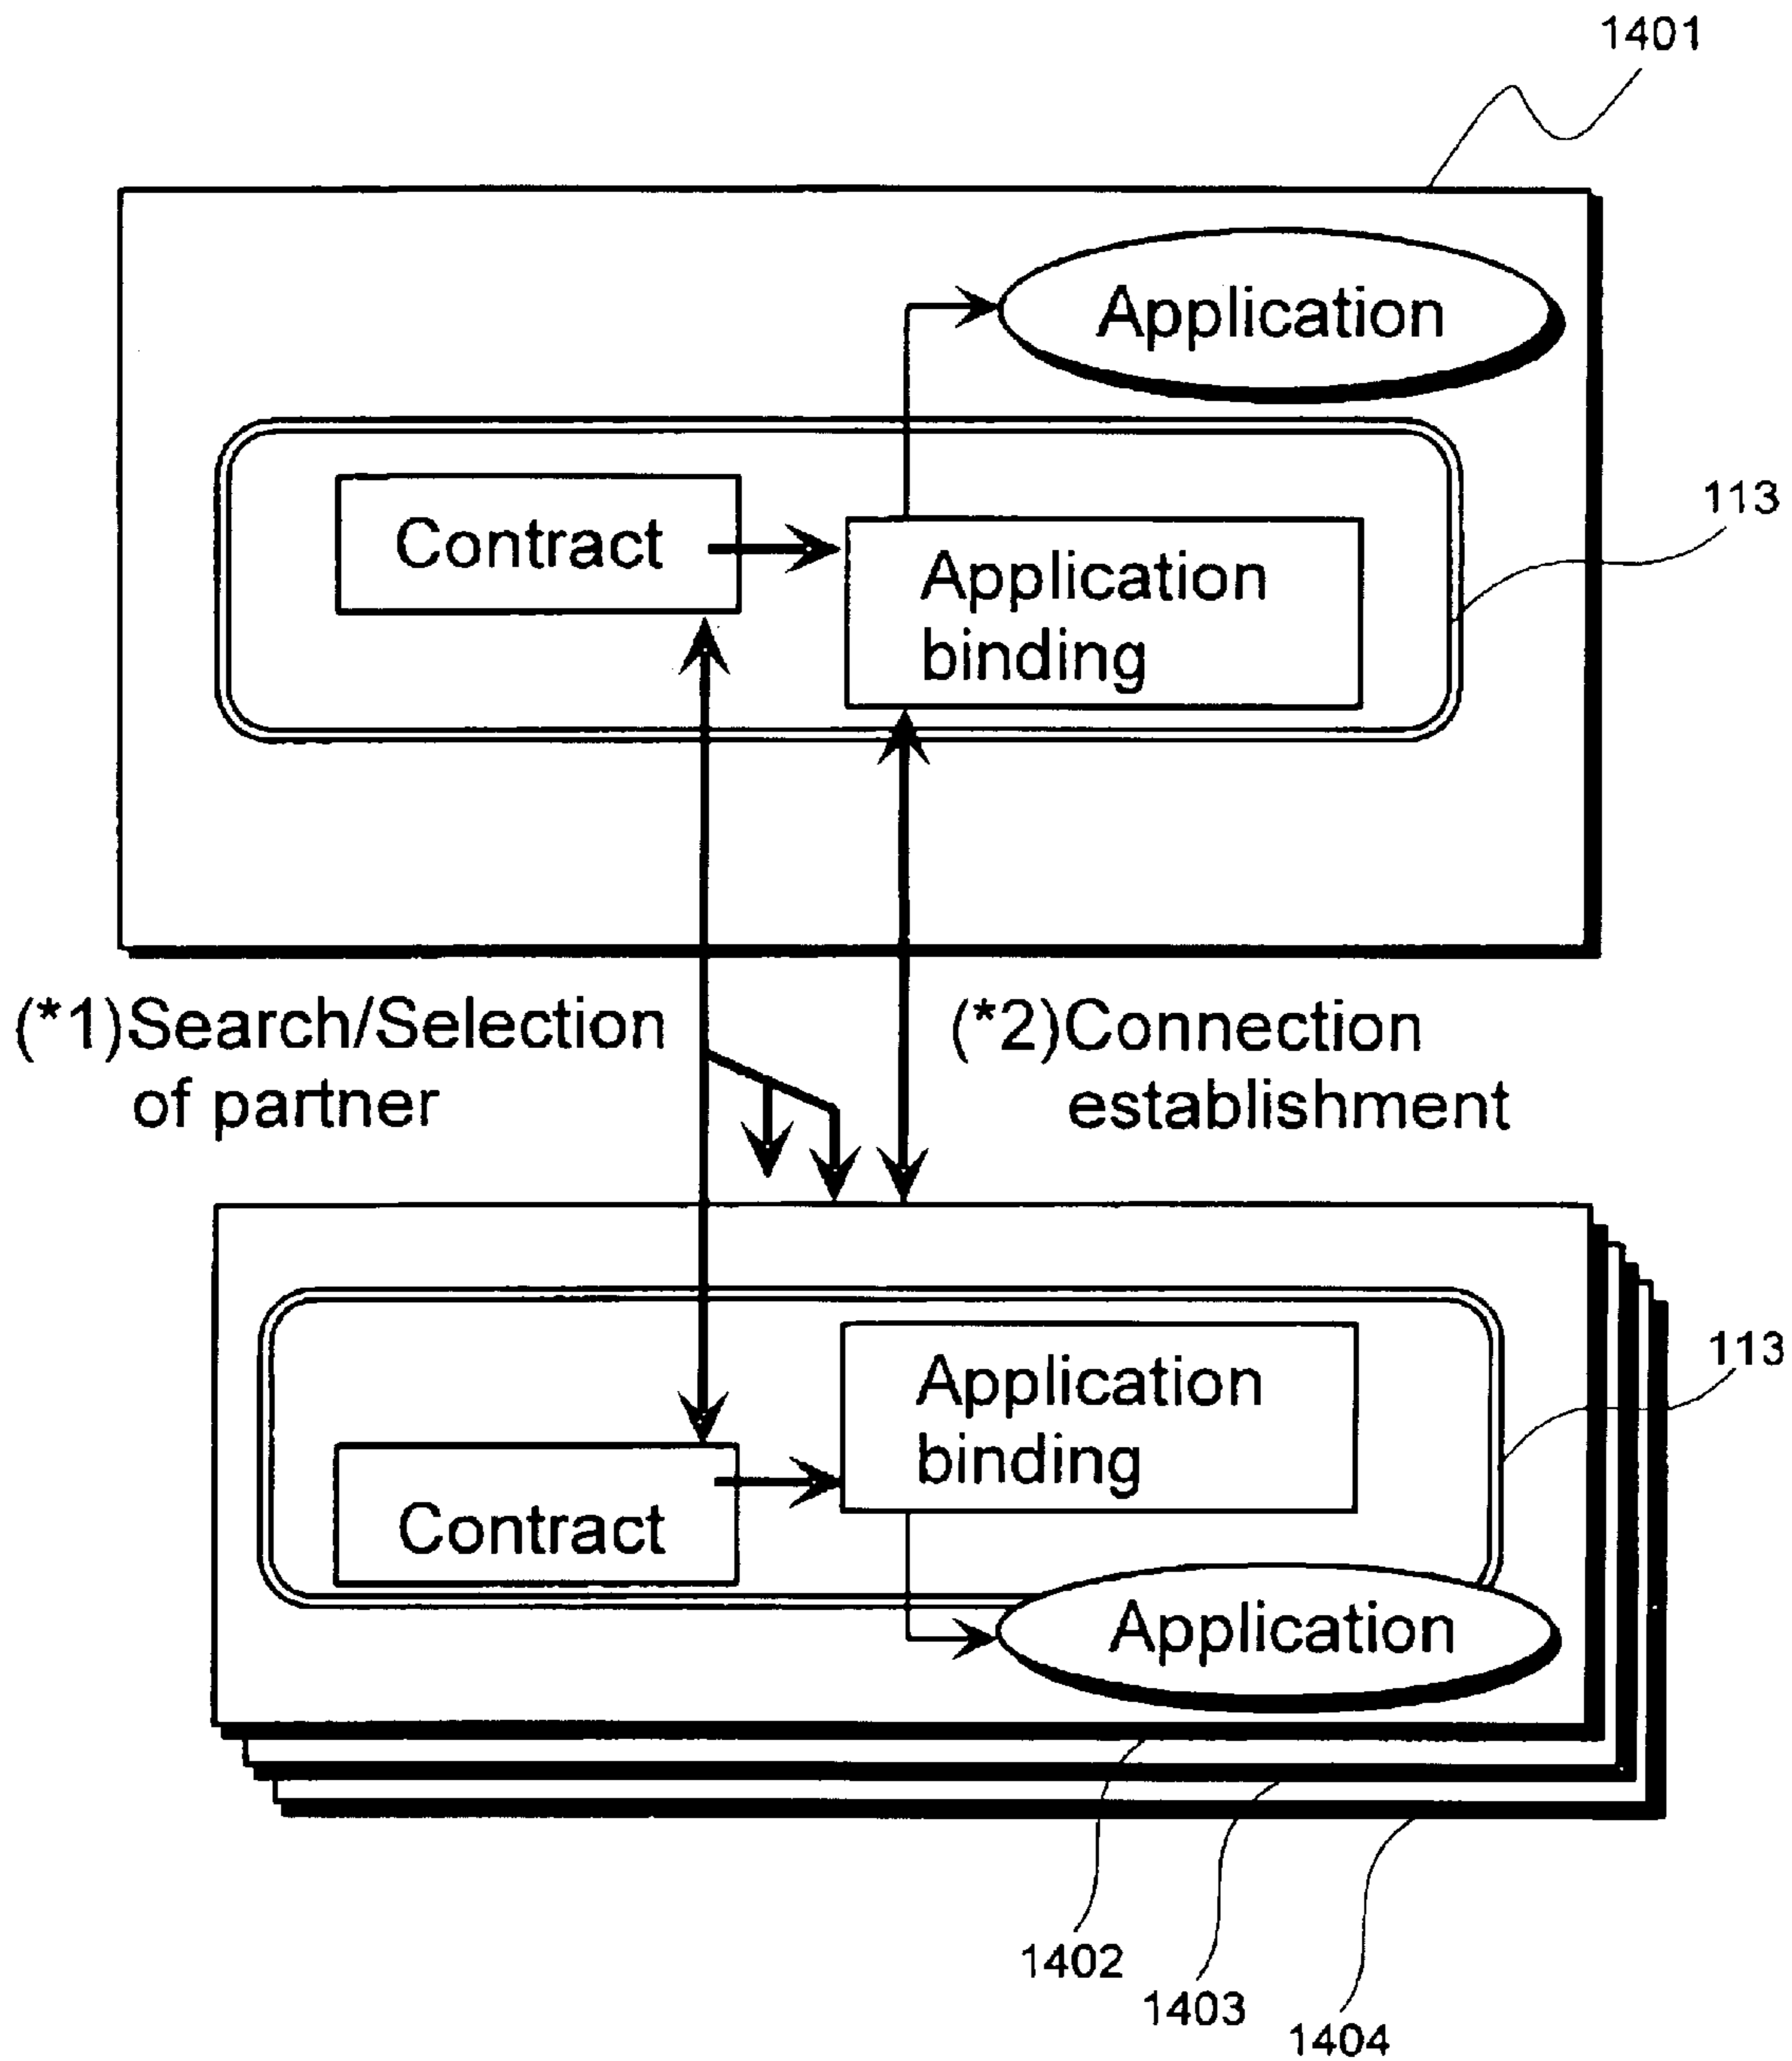 1401
Application
113
Contract
Application
binding
(*1)Search/Selection
of partner
(*2)Connection
establishment
113
Application
binding
Contract
Application
1402
1403
1404